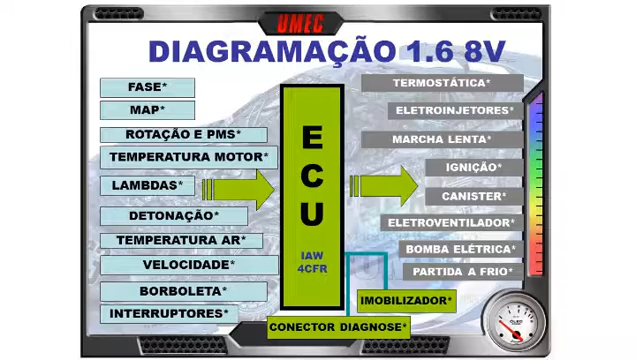 UMEC
DIAGRAMAÇÃO 1.6 8V
FASE*
MAP*
ROTAÇÃO E PMS*
TEMPERATURA MOTOR*
LAMBDAS*
DETONAÇÃO*
TEMPERATURA AR*
VELOCIDADE*
BORBOLETA*
INTERRUPTORES*
E
C
U
IAW
4CFR
TERMOSTÁTICA*
ELETROINJETORES*
MARCHA LENTA*
IGNIÇÃO*
CANISTER*
ELETROVENTILADOR*
BOMBA ELÉTRICA*
PARTIDA A FRIO*
IMOBILIZADOR*
CONECTOR DIAGNOSE*